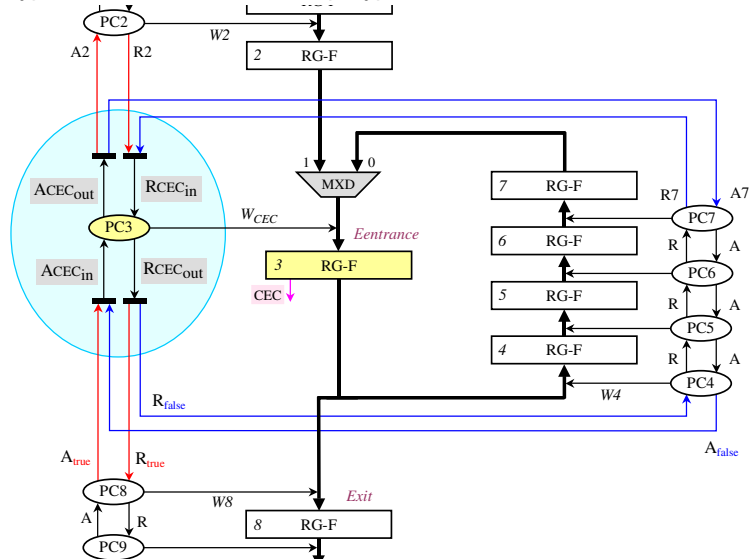 PC2
W2
A2
R2
2 RG-F
1
0
MXD
7 RG-F
R7
A7
ACECout
RCECin
PC3
WCEC
Eentrance
PC7
6 RG-F
R
A
3 RG-F
PC6
ACECin
RCECout
CEC
5 RG-F
R
A
PC5
4 RG-F
R
A
PC4
W4
Rfalse
Afalse
Atrue
Rtrue
PC8
W8
Exit
A
R
8 RG-F
PC9